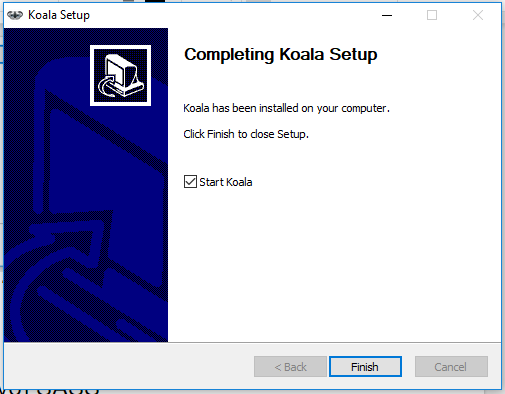 Koala Setup
Completing Koala Setup
Koala has been installed on your computer.
Click Finish to close Setup.
Start Koala
< Back
Finish
Cancel